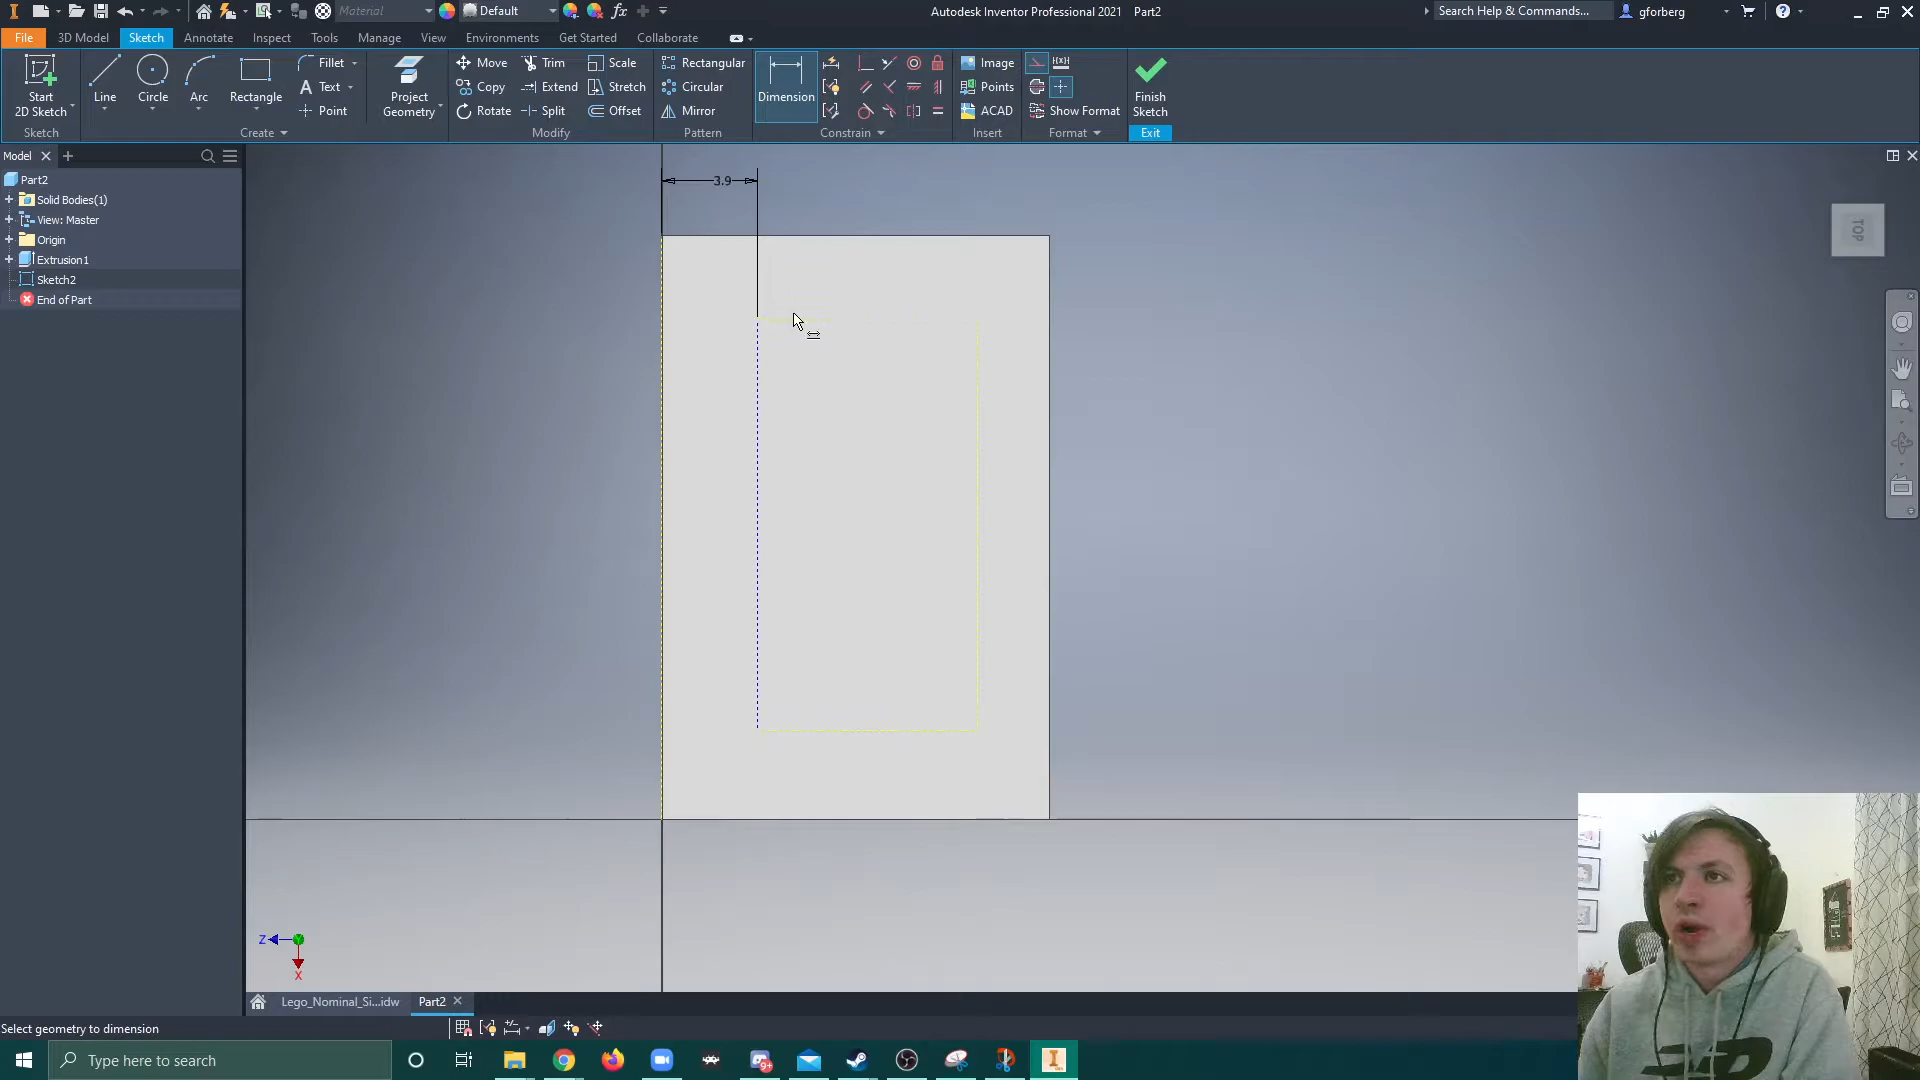 Material
Default
fx
Autodesk Inventor Professional 2021 Part2
Search Help & Commands...
gforberg
File 3D Model Sketch Annotate Inspect Tools Manage View Environments Get Started Collaborate
Start
2D Sketch
Line
Circle
Arc
Rectangle
Fillet
Text
Point
Project
Geometry
Move
Copy
Rotate
Trim
Extend
Split
Scale
Stretch
Offset
Rectangular
Circular
Mirror
Dimension
Image
Points
ACAD
Show Format
Finish
Sketch
Sketch
Create
Modify
Pattern
Constrain
Insert
Format
Exit
Model
Part2
Solid Bodies(1)
View: Master
Origin
Extrusion1
Sketch2
End of Part
3.9
TOP
Z
X
Lego_Nominal_Si...idw
Part2
Select geometry to dimension
Type here to search
9+